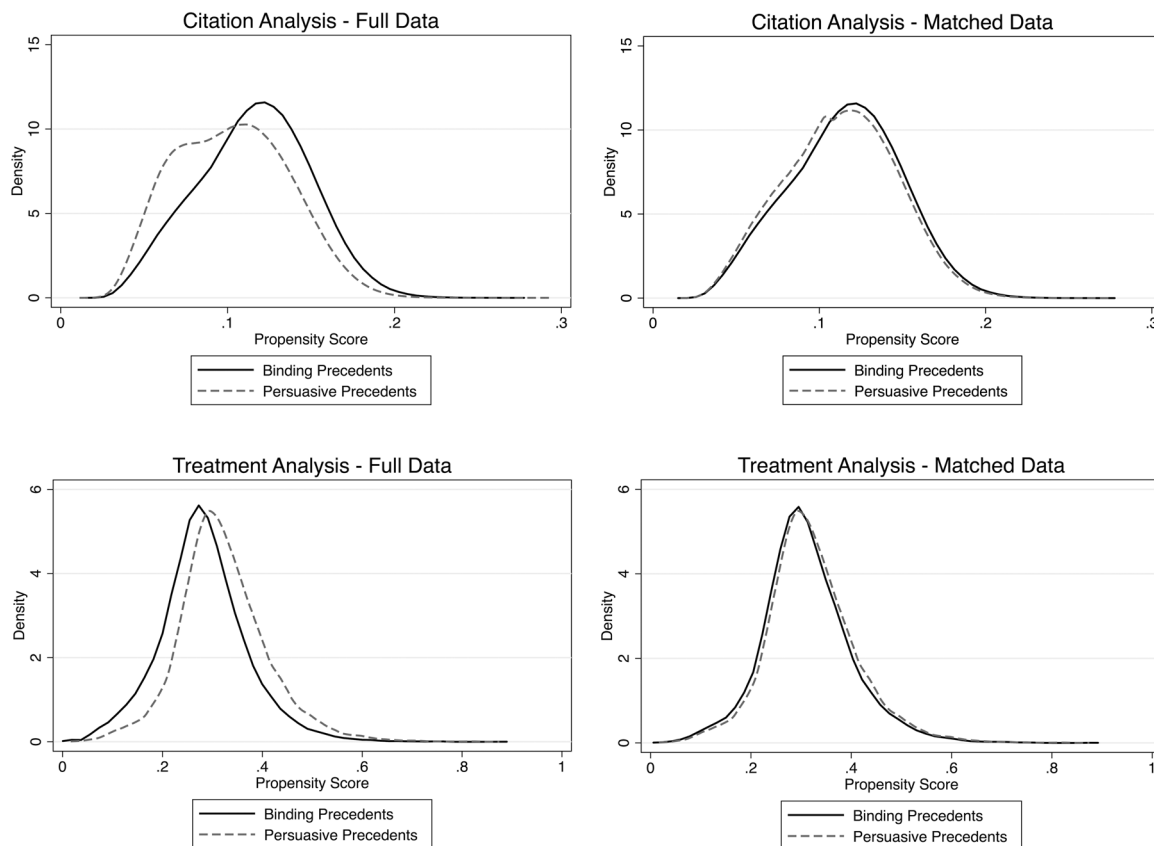 Citation Analysis - Full Data
15
10
5
0
Density
0 .1 .2 .3
Propensity Score
Binding Precedents
Persuasive Precedents
Citation Analysis - Matched Data
15
10
5
0
Density
0 .1 .2 .3
Propensity Score
Binding Precedents
Persuasive Precedents
Treatment Analysis - Full Data
6
4
2
0
Density
0 .2 .4 .6 .8 1
Propensity Score
Binding Precedents
Persuasive Precedents
Treatment Analysis - Matched Data
6
4
2
0
Density
0 .2 .4 .6 .8 1
Propensity Score
Binding Precedents
Persuasive Precedents